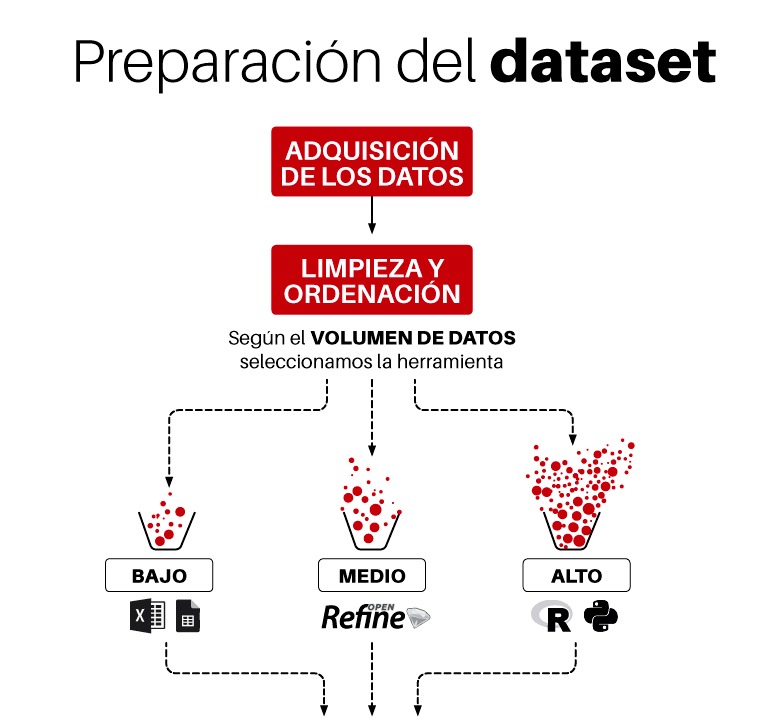 Preparación del dataset
ADQUISICIÓN
DE LOS DATOS
LIMPIEZA Y
ORDENACIÓN
Según el VOLUMEN DE DATOS
seleccionamos la herramienta
BAJO
MEDIO
ALTO
X
OPEN
Refine
R